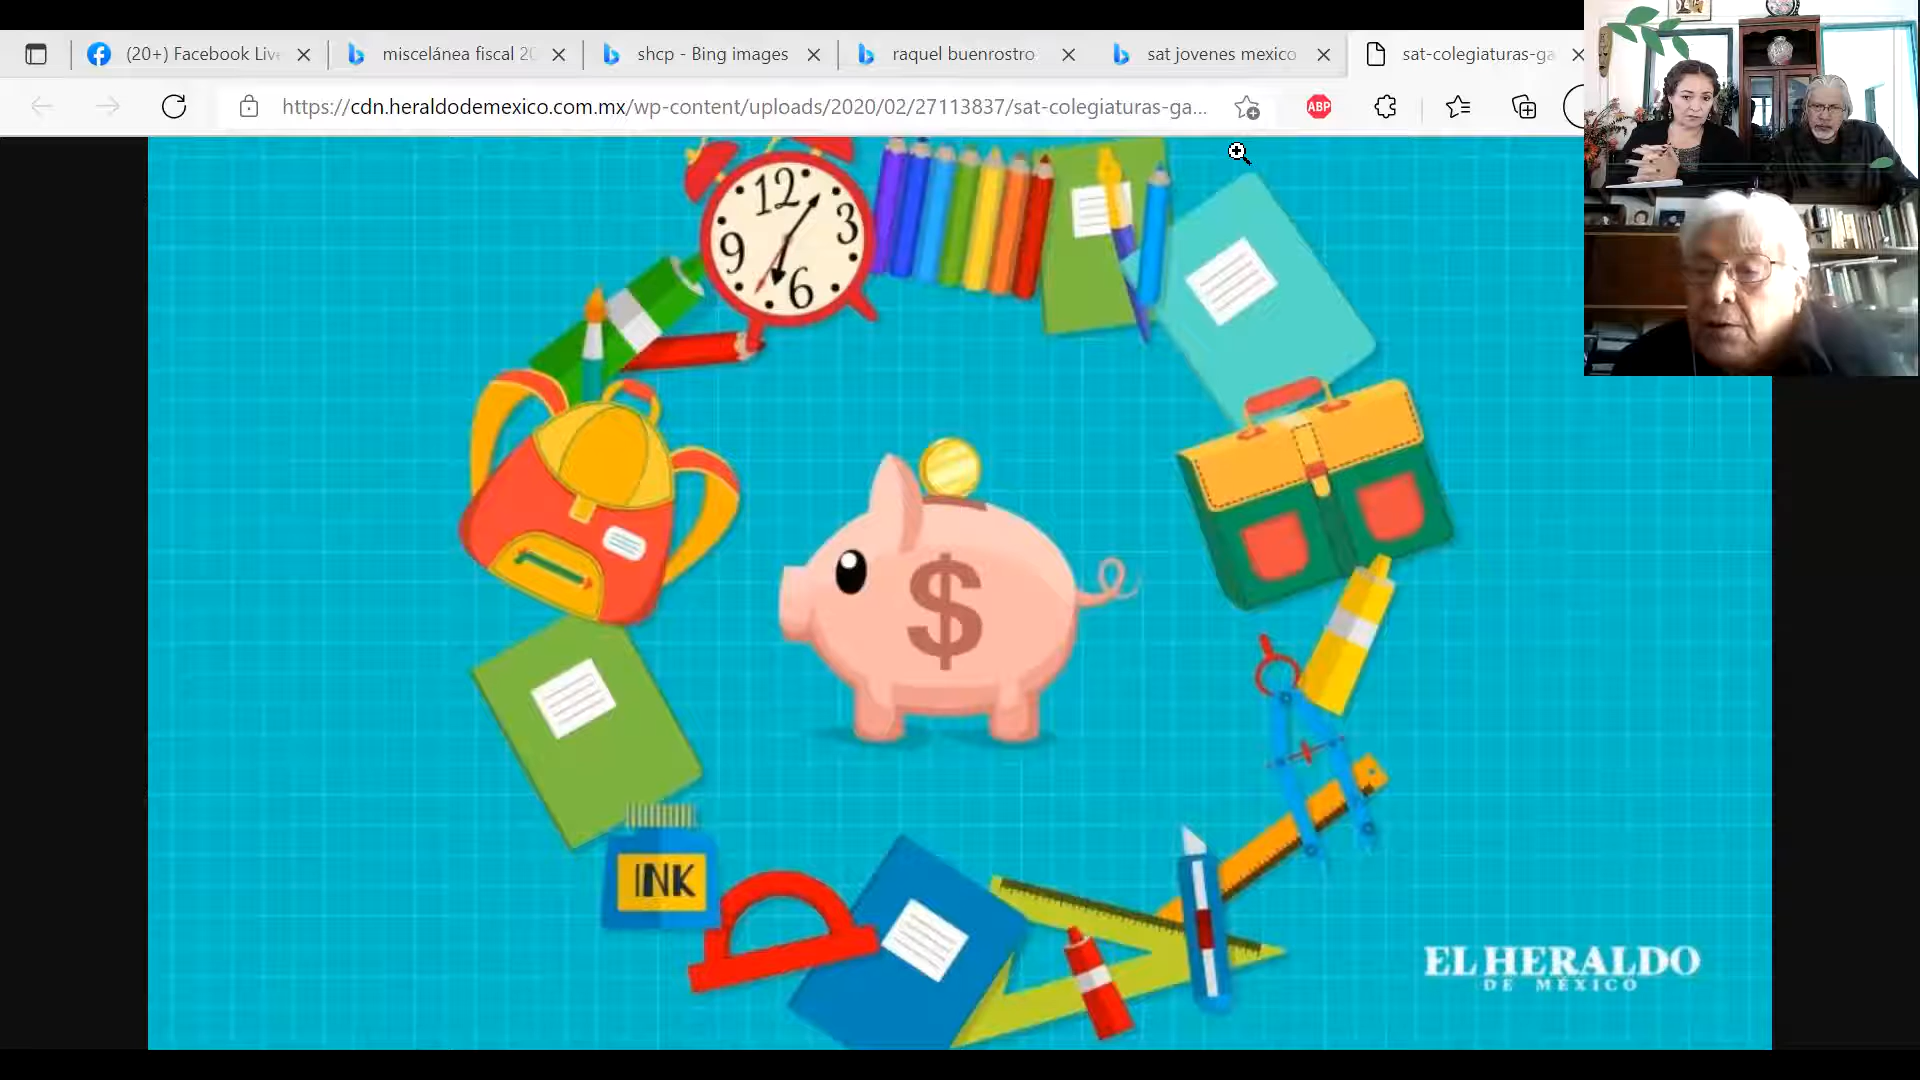 (20+) Facebook Liv
miscelánea fiscal 20
shcp - Bing images
raquel buenrostro
sat jovenes mexico
sat-colegiaturas-ga
https://cdn.heraldodemexico.com.mx/wp-content/uploads/2020/02/27113837/sat-colegiaturas-ga...
ABP
12
3
9
6
$
INK
EL HERALDO
DE MÉXICO